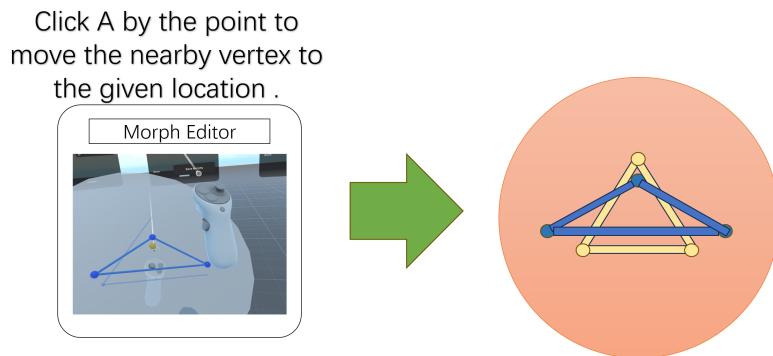 Click A by the point to
move the nearby vertex to
the given location .
Morph Editor